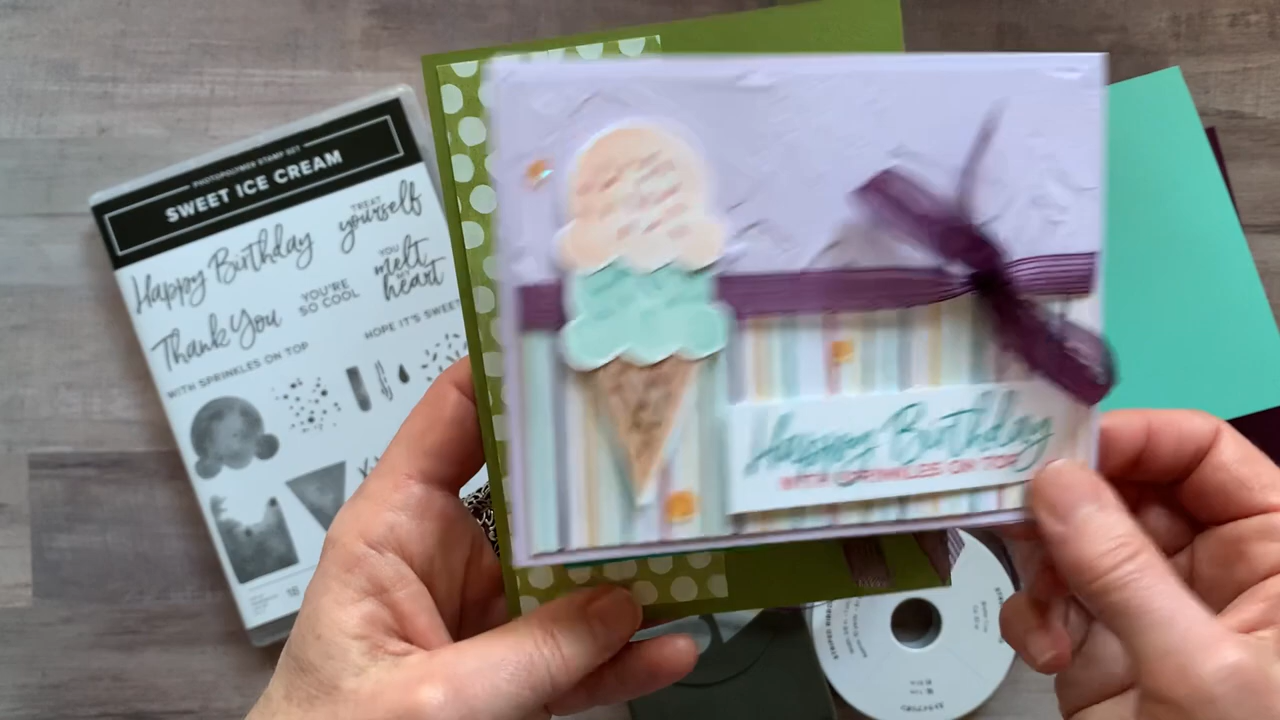 PHOTOPOLYMER STAMP SET
SWEET ICE CREAM
Happy Birthday
TREAT
yourself
YOU
melt
heart
YOU'RE
SO COOL
Thank You
HOPE IT'S SWEET
WITH SPRINKLES ON TOP
18
Happy Birthday
WITH SPRINKLES ON TOP